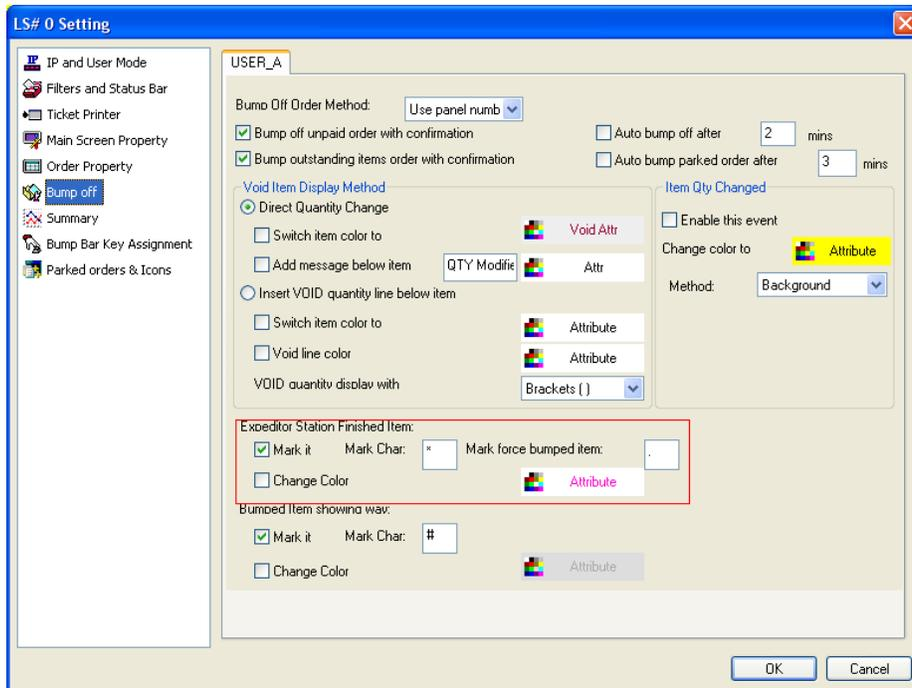 LS# 0 Setting
IP and User Mode
Filters and Status Bar
Ticket Printer
Main Screen Property
Order Property
Bump off
Summary
Bump Bar Key Assignment
Parked orders & Icons
USER_A
Bump Off Order Method: Use panel numb
Bump off unpaid order with confirmation Auto bump off after 2 mins
Bump outstanding items order with confirmation Auto bump parked order after 3 mins
Void Item Display Method Item Qty Changed
Direct Quantity Change Enable this event
Switch item color to Void Attr
Change color to Attribute
Add message below item QTY Modifie Attr
Method: Background
Insert VOID quantity line below item
Switch item color to Attribute
Void line color Attribute
VOID quantity display with Brackets ( )
Expeditor Station Finished Item:
Mark it Mark Char: * Mark force bumped item: .
Change Color Attribute
Bumped Item showing way:
Mark it Mark Char: #
Change Color Attribute
OK Cancel